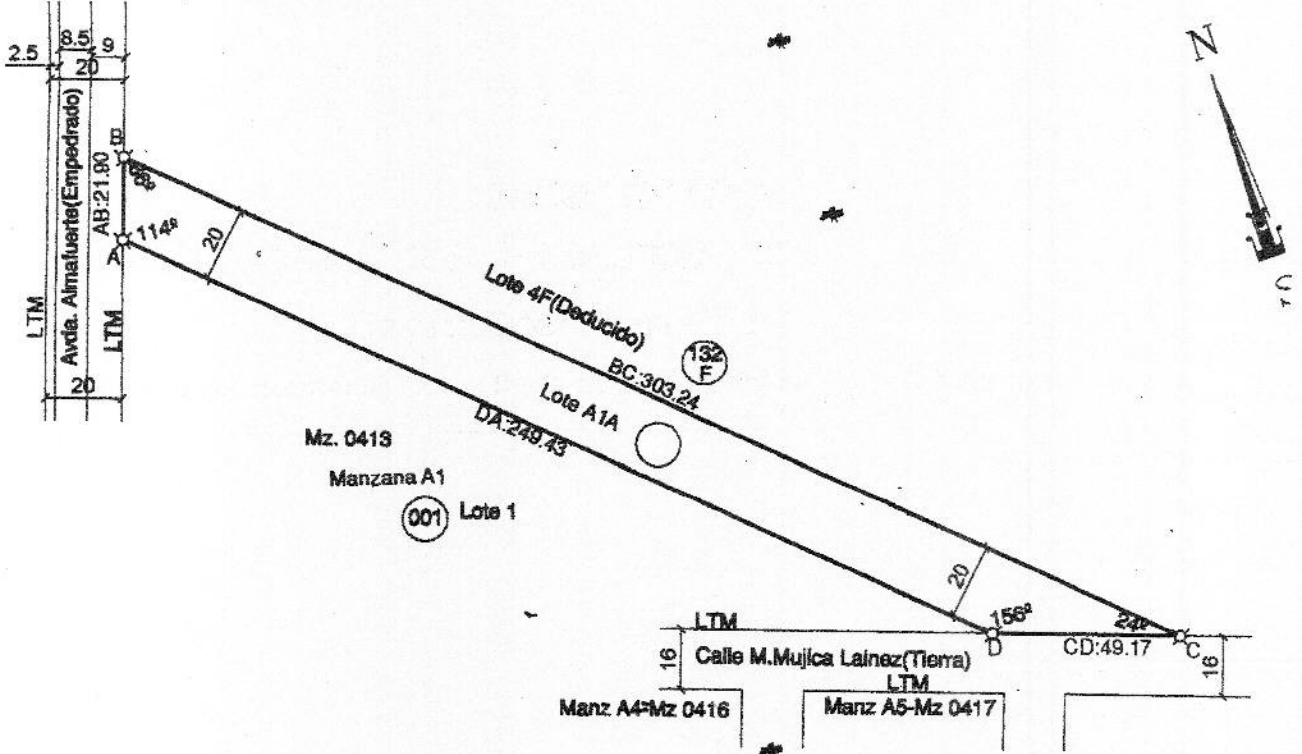 2.5
8.5
9
20
N
Avda. Almafuerte(Empedrado)
B
66º
AB:21.90
114º
A
20
LTM
LTM
20
Lote 4F(Deducido)
132
F
BC:303.24
Lote A1A
DA:249.43
Mz. 0413
Manzana A1
001
Lote 1
20
LTM
156º
24º
D
CD:49.17
C
16
Calle M.Mujica Lainez(Tierra)
16
LTM
Manz A4-Mz 0416
Manz A5-Mz 0417